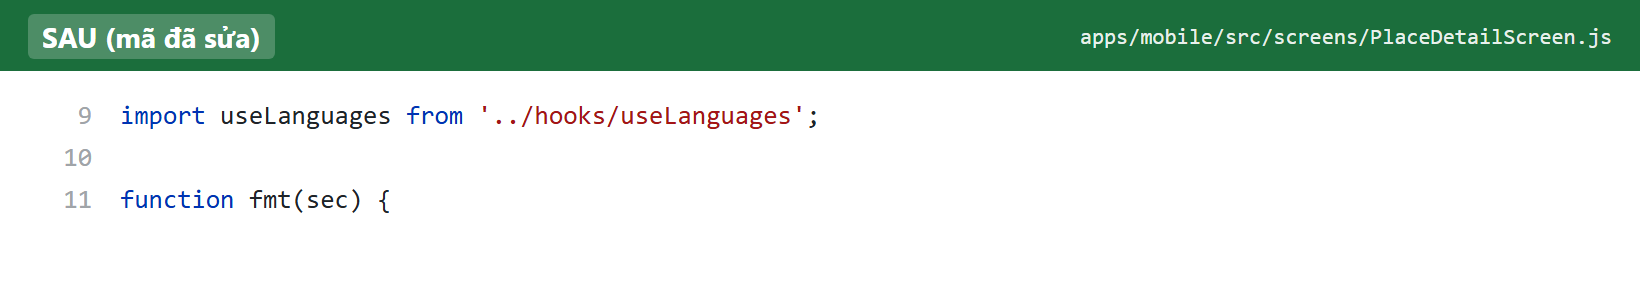 SAU (mã đã sửa) apps/mobile/src/screens/PlaceDetailScreen.js
9 import useLanguages from '../hooks/useLanguages';
10
11 function fmt(sec) {